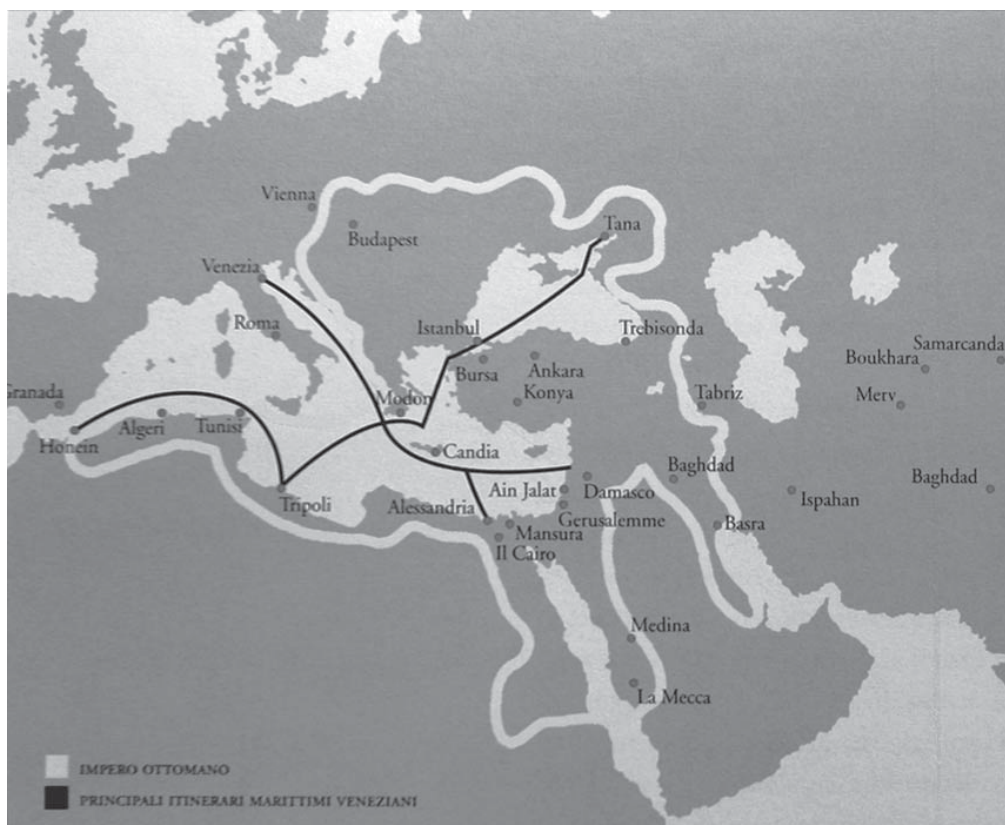 Vienna
Budapest
Tana
Venezia
Roma
Istanbul
Trebisonda
Samarcanda
Boukhara
Bursa
Ankara
Konya
Tabriz
Merv
Granada
Modon
Honein
Algeri
Tunisi
Candia
Baghdad
Baghdad
Ain Jalat
Damasco
Ispahan
Tripoli
Alessandria
Gerusalemme
Basra
Mansura
Il Cairo
Medina
La Mecca
IMPERO OTTOMANO
PRINCIPALI ITINERARI MARITTIMI VENEZIANI